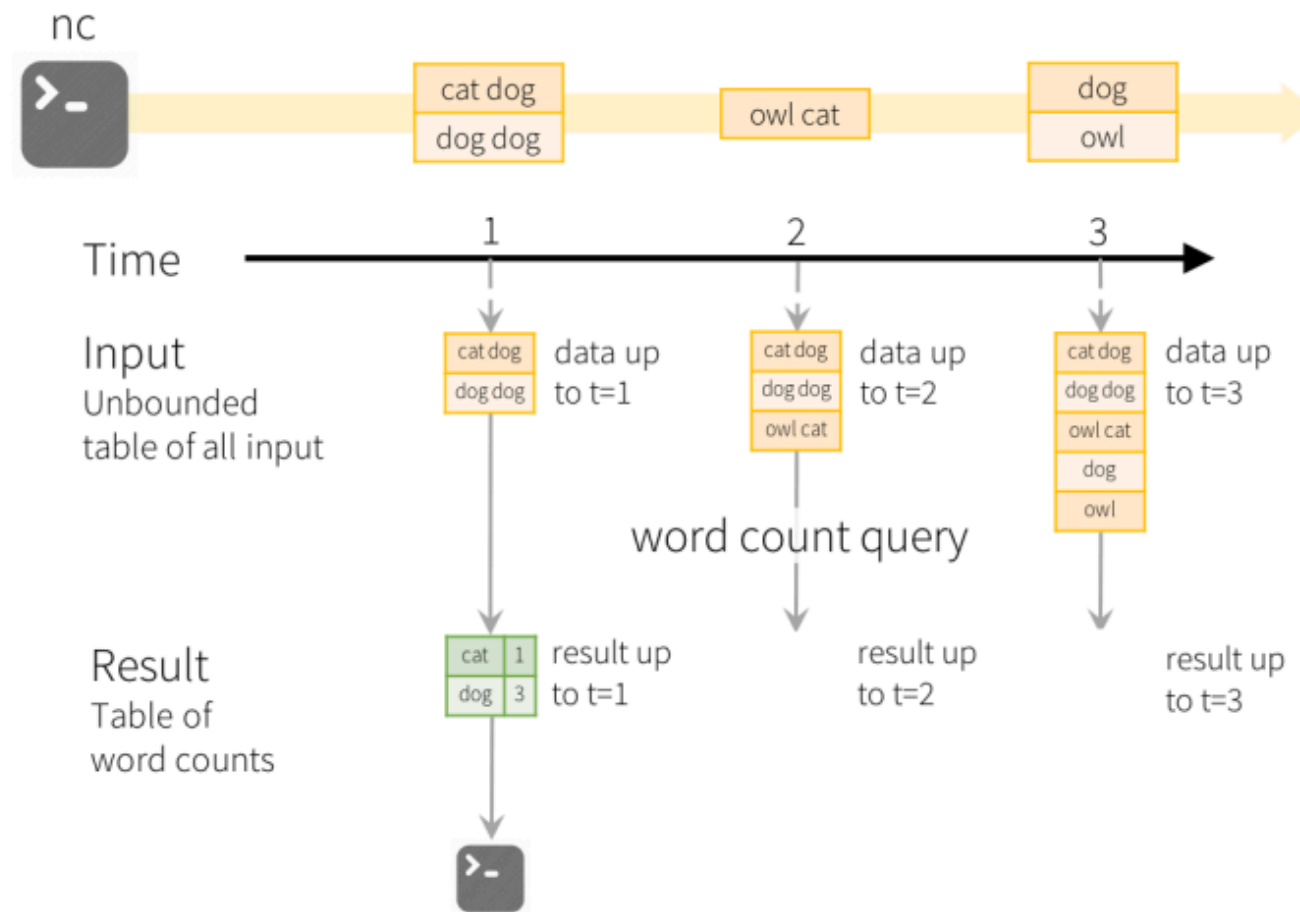 nc
>_
cat dog
dog dog
owl cat
dog
owl
Time
1
2
3
Input
Unbounded
table of all input
cat dog
dog dog
data up
to t=1
cat dog
dog dog
owl cat
data up
to t=2
cat dog
dog dog
owl cat
dog
owl
data up
to t=3
word count query
Result
Table of
word counts
cat 1
dog 3
result up
to t=1
result up
to t=2
result up
to t=3
>_